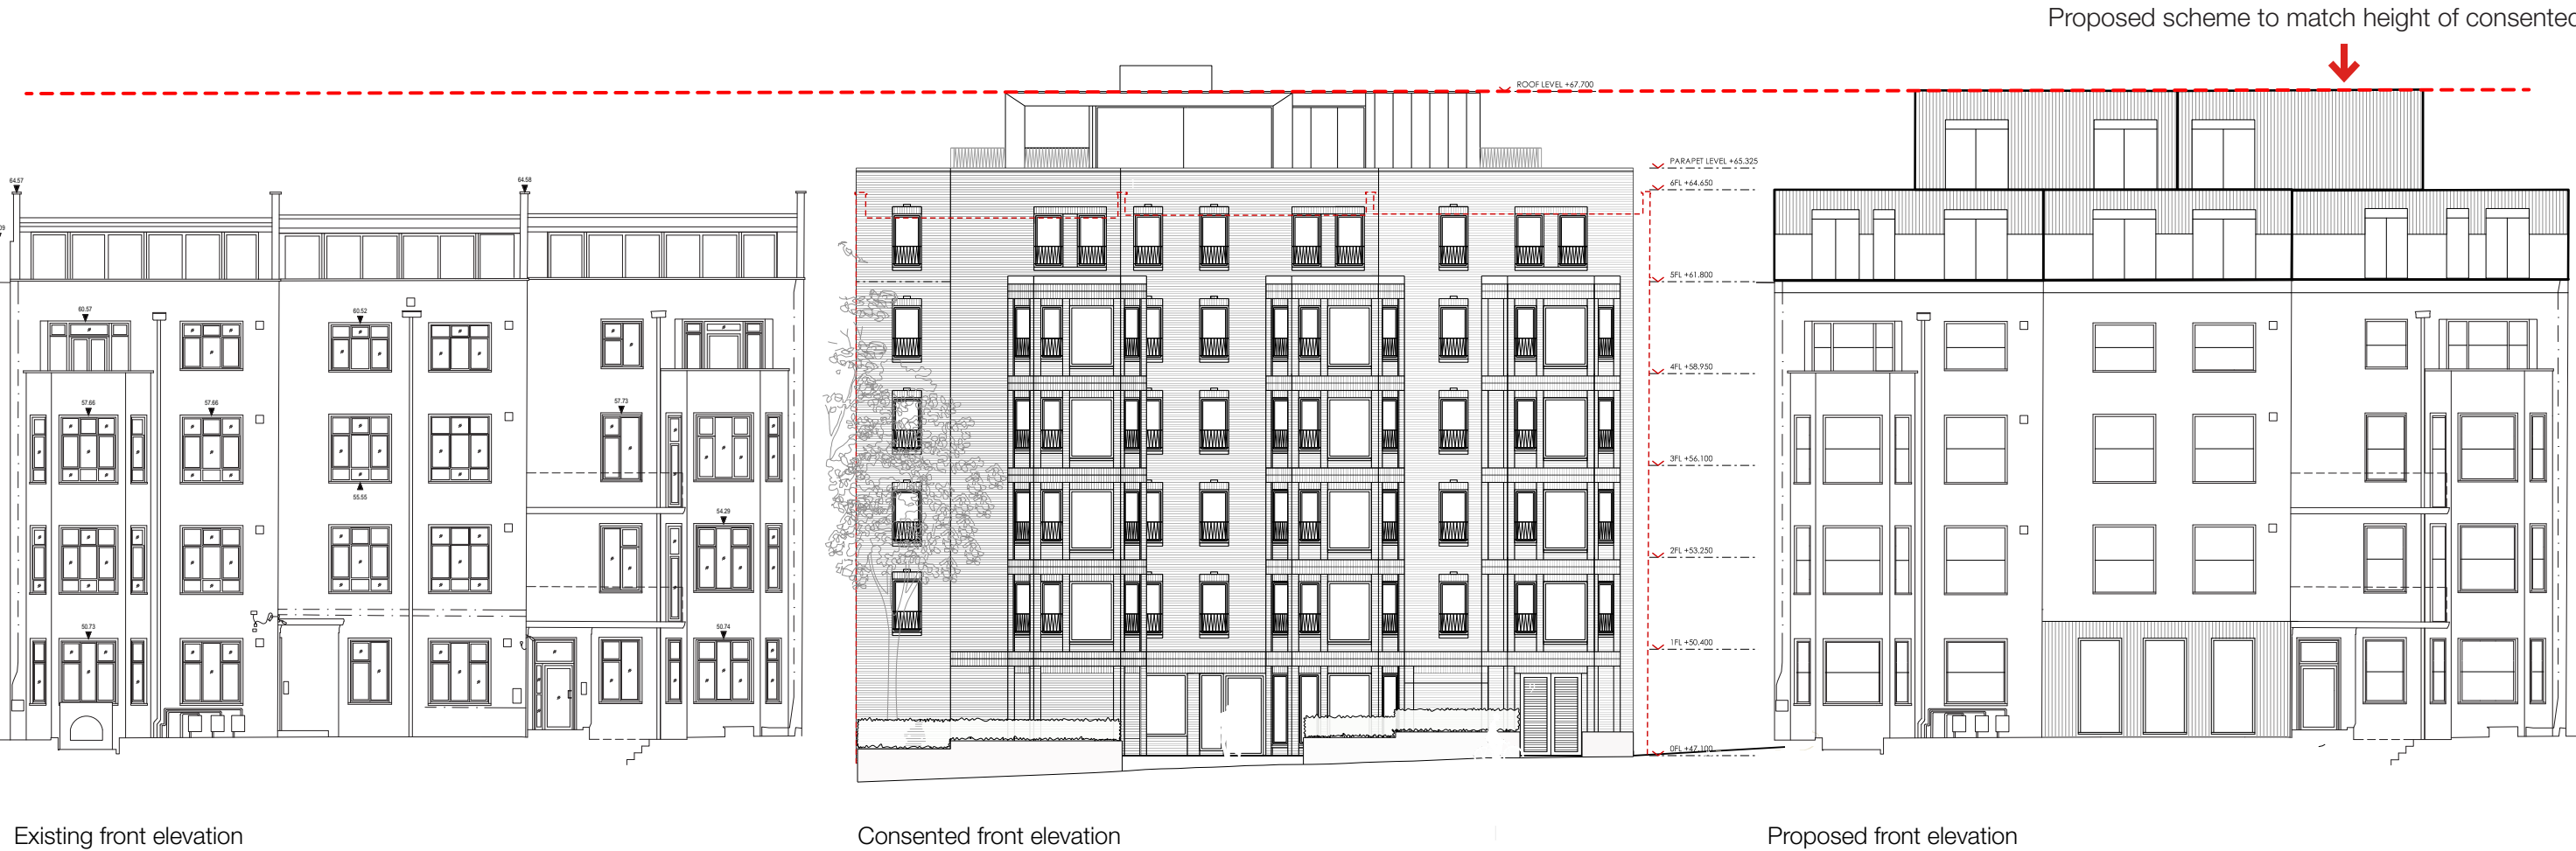 Proposed scheme to match height of consented
ROOF LEVEL +67.700
PARAPET LEVEL +65.325
6FL +64.650
5FL +61.800
4FL +58.950
3FL +56.100
2FL +53.250
1FL +50.400
0FL +47.100
64.57
64.58
09
60.57
60.52
57.66
57.66
57.73
55.55
54.29
50.73
50.74
Existing front elevation
Consented front elevation
Proposed front elevation